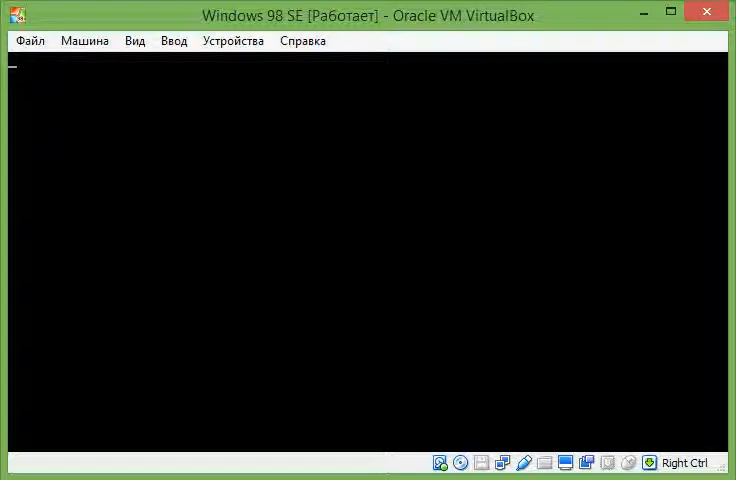 Windows 98 SE [Работает] - Oracle VM VirtualBox
Файл Машина Вид Ввод Устройства Справка
Right Ctrl